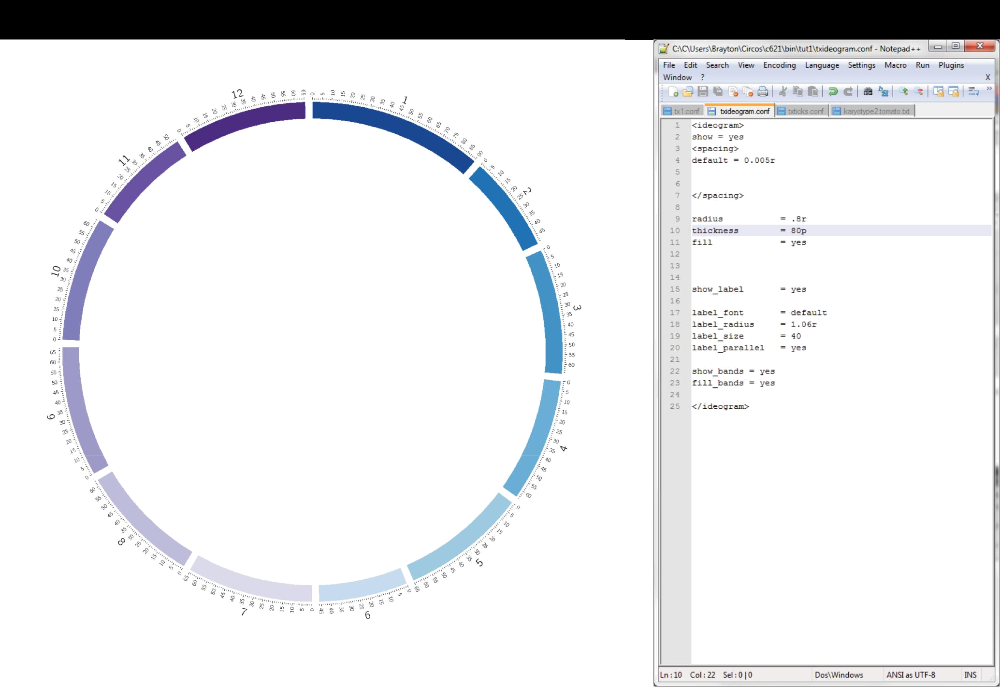 12
0 5 10 15 20 25 30 35 40 45 50 55 60 65
1
0 5 10 15 20 25 30 35 40 45 50 55 60 65 70 75 80 85 90
2
0 5 10 15 20 25 30 35 40 45
3
0 5 10 15 20 25 30 35 40 45 50 55 60
4
0 5 10 15 20 25 30 35 40 45 50 55 60
5
0 5 10 15 20 25 30 35 40 45 50 55 60 65
6
0 5 10 15 20 25 30 35 40 45
7
0 5 10 15 20 25 30 35 40 45 50 55 60 65
8
0 5 10 15 20 25 30 35 40 45 50 55 60
9
0 5 10 15 20 25 30 35 40 45 50 55 60 65
10
0 5 10 15 20 25 30 35 40 45 50 55 60
11
0 5 10 15 20 25 30 35 40 45 50
C:\C\Users\Brayton\Circos\c621\bin\tut1\txideogram.conf - Notepad++
File Edit Search View Encoding Language Settings Macro Run Plugins
Window ? X
tx1.conf txideogram.conf txticks.conf karyotype2.tomato.txt
1 <ideogram>
2 show = yes
3 <spacing>
4 default = 0.005r
5
6
7 </spacing>
8
9 radius = .8r
10 thickness = 80p
11 fill = yes
12
13
14
15 show_label = yes
16
17 label_font = default
18 label_radius = 1.06r
19 label_size = 40
20 label_parallel = yes
21
22 show_bands = yes
23 fill_bands = yes
24
25 </ideogram>
Ln : 10 Col : 22 Sel : 0 | 0 Dos\Windows ANSI as UTF-8 INS